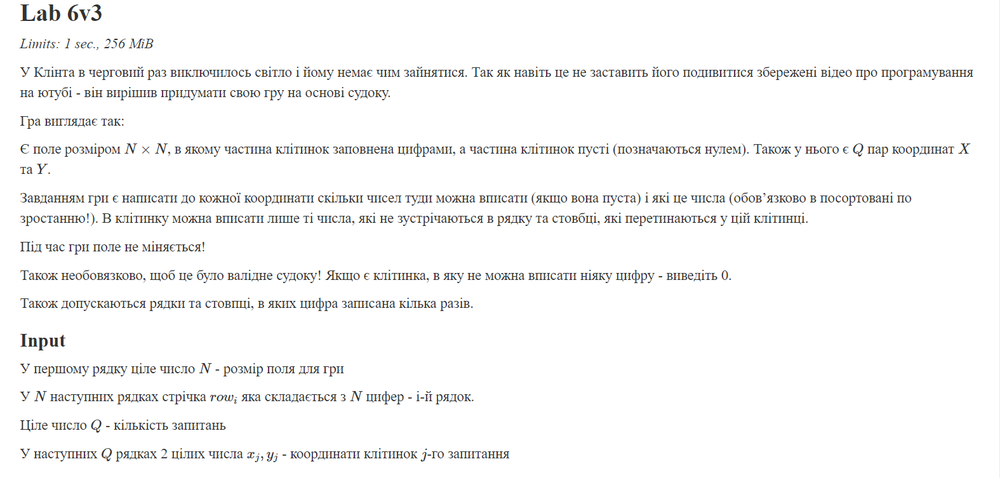 Lab 6v3
Limits: 1 sec., 256 MiB
У Клінта в черговий раз виключилось світло і йому немає чим зайнятися. Так як навіть це не заставить його подивитися збережені відео про програмування
на ютубі - він вирішив придумати свою гру на основі судоку.
Гра виглядає так:
Є поле розміром N × N, в якому частина клітинок заповнена цифрами, а частина клітинок пусті (позначаються нулем). Також у нього є Q пар координат X
та Y.
Завданням гри є написати до кожної координати скільки чисел туди можна вписати (якщо вона пуста) і які це числа (обов’язково в посортовані по
зростанню!). В клітинку можна вписати лише ті числа, які не зустрічаються в рядку та стовбці, які перетинаються у цій клітинці.
Під час гри поле не міняється!
Також необовязково, щоб це було валідне судоку! Якщо є клітинка, в яку не можна вписати ніяку цифру - виведіть 0.
Також допускаються рядки та стовпці, в яких цифра записана кілька разів.
Input
У першому рядку ціле число N - розмір поля для гри
У N наступних рядках стрічка row_i яка складається з N цифер - i-й рядок.
Ціле число Q - кількість запитань
У наступних Q рядках 2 цілих числа x_j, y_j - координати клітинок j-го запитання